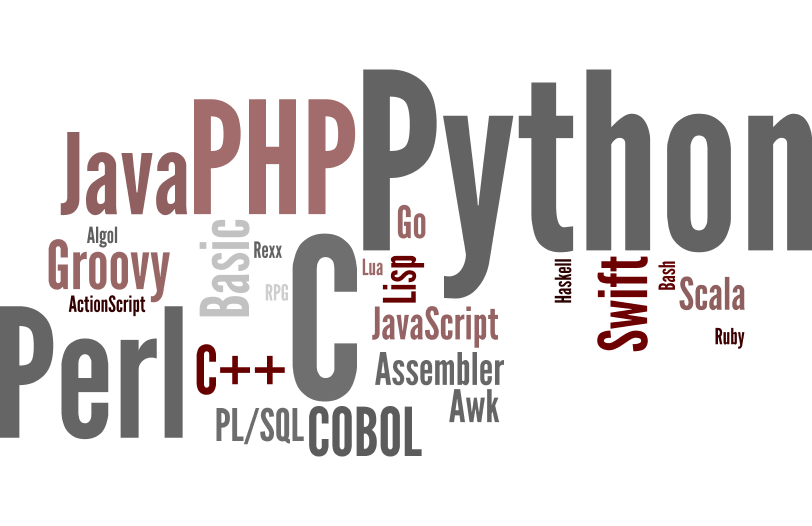 Python
PHP
Java
Go
Algol
Basic
Rexx
C
Groovy
Lua
Lisp
Haskell
Swift
Bash
Scala
RPG
ActionScript
JavaScript
Perl
Ruby
C++
Assembler
Awk
PL/SQL
COBOL